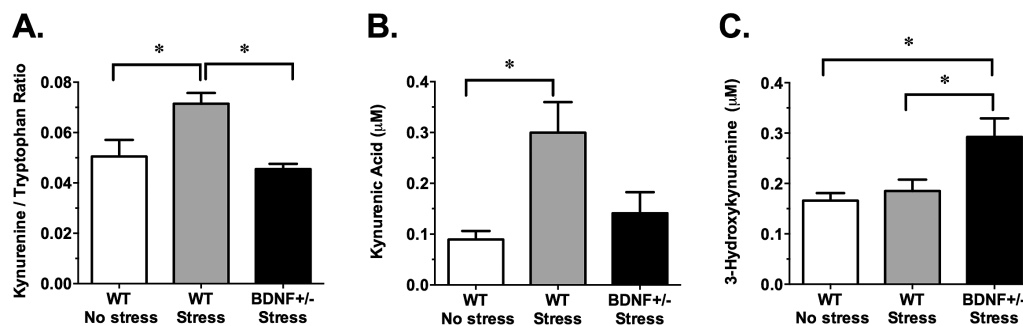 A.
Kynurenine / Tryptophan Ratio
0.08
0.06
0.04
0.02
0.00
*
*
WT
No stress
WT
Stress
BDNF+/-
Stress
B.
Kynurenic Acid (µM)
0.4
0.3
0.2
0.1
0.0
*
WT
No stress
WT
Stress
BDNF+/-
Stress
C.
3-Hydroxykynurenine (µM)
0.4
0.3
0.2
0.1
0.0
*
*
WT
No stress
WT
Stress
BDNF+/-
Stress